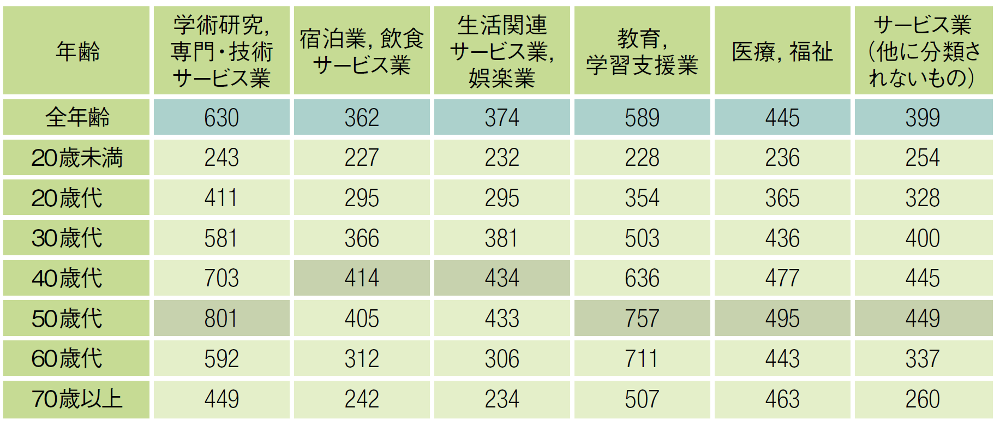 年齢
学術研究,
専門・技術
サービス業
宿泊業, 飲食
サービス業
生活関連
サービス業,
娯楽業
教育,
学習支援業
医療, 福祉
サービス業
（他に分類さ
れないもの）
全年齢 630 362 374 589 445 399
20歳未満 243 227 232 228 236 254
20歳代 411 295 295 354 365 328
30歳代 581 366 381 503 436 400
40歳代 703 414 434 636 477 445
50歳代 801 405 433 757 495 449
60歳代 592 312 306 711 443 337
70歳以上 449 242 234 507 463 260